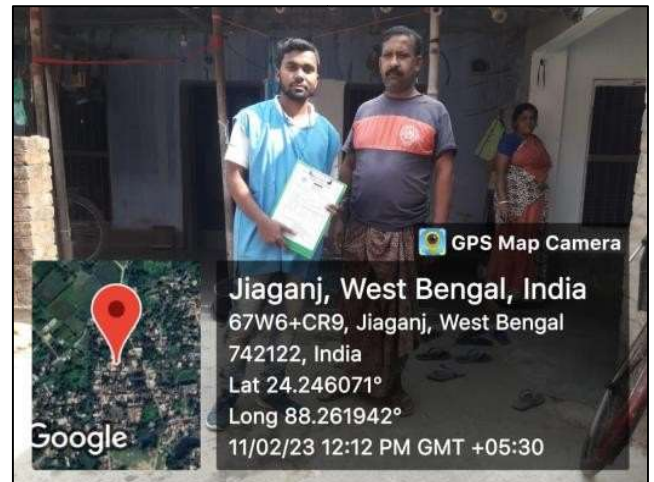 GPS Map Camera
Jiaganj, West Bengal, India
67W6+CR9, Jiaganj, West Bengal
742122, India
Lat 24.246071°
Long 88.261942°
11/02/23 12:12 PM GMT +05:30
Google